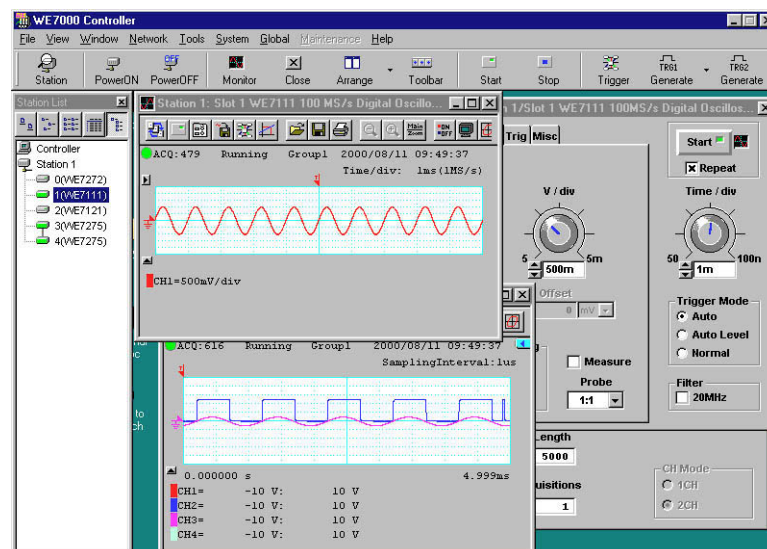 WE7000 Controller
File View Window Network Tools System Global Maintenance Help
Station PowerON PowerOFF Monitor Close Arrange Toolbar Start Stop Trigger TRG1 Generate TRG2 Generate
Station List
Controller
Station 1
0(WE7272)
1(WE7111)
2(WE7121)
3(WE7275)
4(WE7275)
Station 1: Slot 1 WE7111 100 MS/s Digital Oscillo...
ACQ:479 Running Group1 2000/08/11 09:49:37
Time/div: 1ms(1MS/s)
CH1=500mV/div
n 1/Slot 1 WE7111 100MS/s Digital Oscillos...
Trig Misc
Start
Repeat
V / div
5 5m
500m
Time / div
50 100n
1m
Offset
0 mV
Trigger Mode
Auto
Auto Level
Normal
Measure
Probe
1:1
Filter
20MHz
Length
5000
uisitions
1
CH Mode
1CH
2CH
ACQ:616 Running Group1 2000/08/11 09:49:37
SamplingInterval:1us
0.000000 s 4.999ms
CH1= -10 V: 10 V
CH2= -10 V: 10 V
CH3= -10 V: 10 V
CH4= -10 V: 10 V